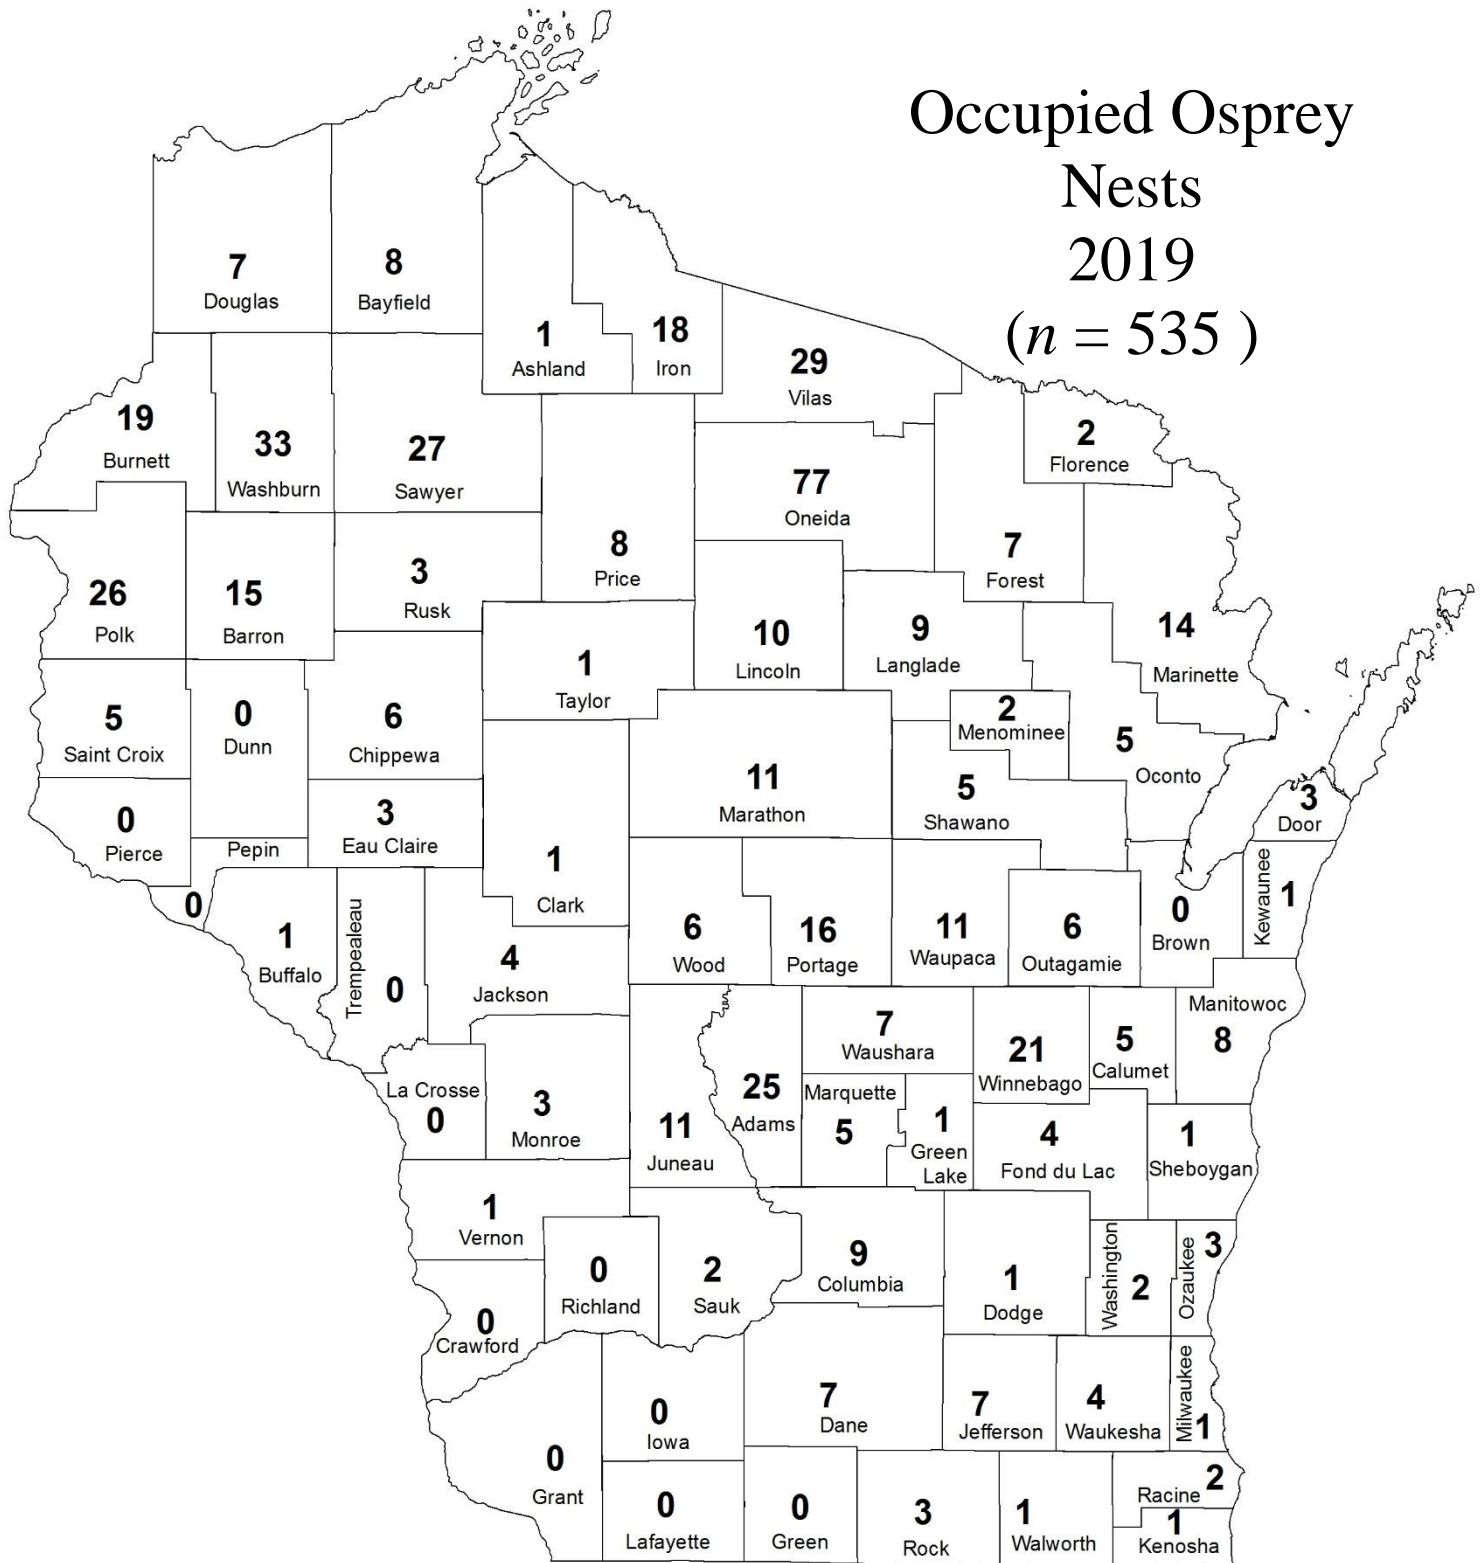 Occupied Osprey
Nests
2019
(n = 535 )
7
Douglas
8
Bayfield
1
Ashland
18
Iron
29
Vilas
19
Burnett
33
Washburn
27
Sawyer
2
Florence
77
Oneida
8
Price
7
Forest
26
Polk
15
Barron
3
Rusk
10
Lincoln
9
Langlade
14
Marinette
1
Taylor
5
Saint Croix
0
Dunn
6
Chippewa
2
Menominee
5
Oconto
11
Marathon
5
Shawano
3
Door
0
Pierce
Pepin
0
3
Eau Claire
1
Clark
1
Buffalo
Trempealeau
0
4
Jackson
6
Wood
16
Portage
11
Waupaca
6
Outagamie
0
Brown
Kewaunee
1
Manitowoc
8
7
Waushara
21
Winnebago
5
Calumet
La Crosse
0
3
Monroe
11
Juneau
25
Adams
Marquette
5
1
Green
Lake
4
Fond du Lac
1
Sheboygan
1
Vernon
0
Richland
2
Sauk
9
Columbia
1
Dodge
Washington
2
Ozaukee
3
0
Crawford
0
Grant
0
Iowa
7
Dane
7
Jefferson
4
Waukesha
Milwaukee
1
0
Lafayette
0
Green
3
Rock
1
Walworth
2
Racine
1
Kenosha